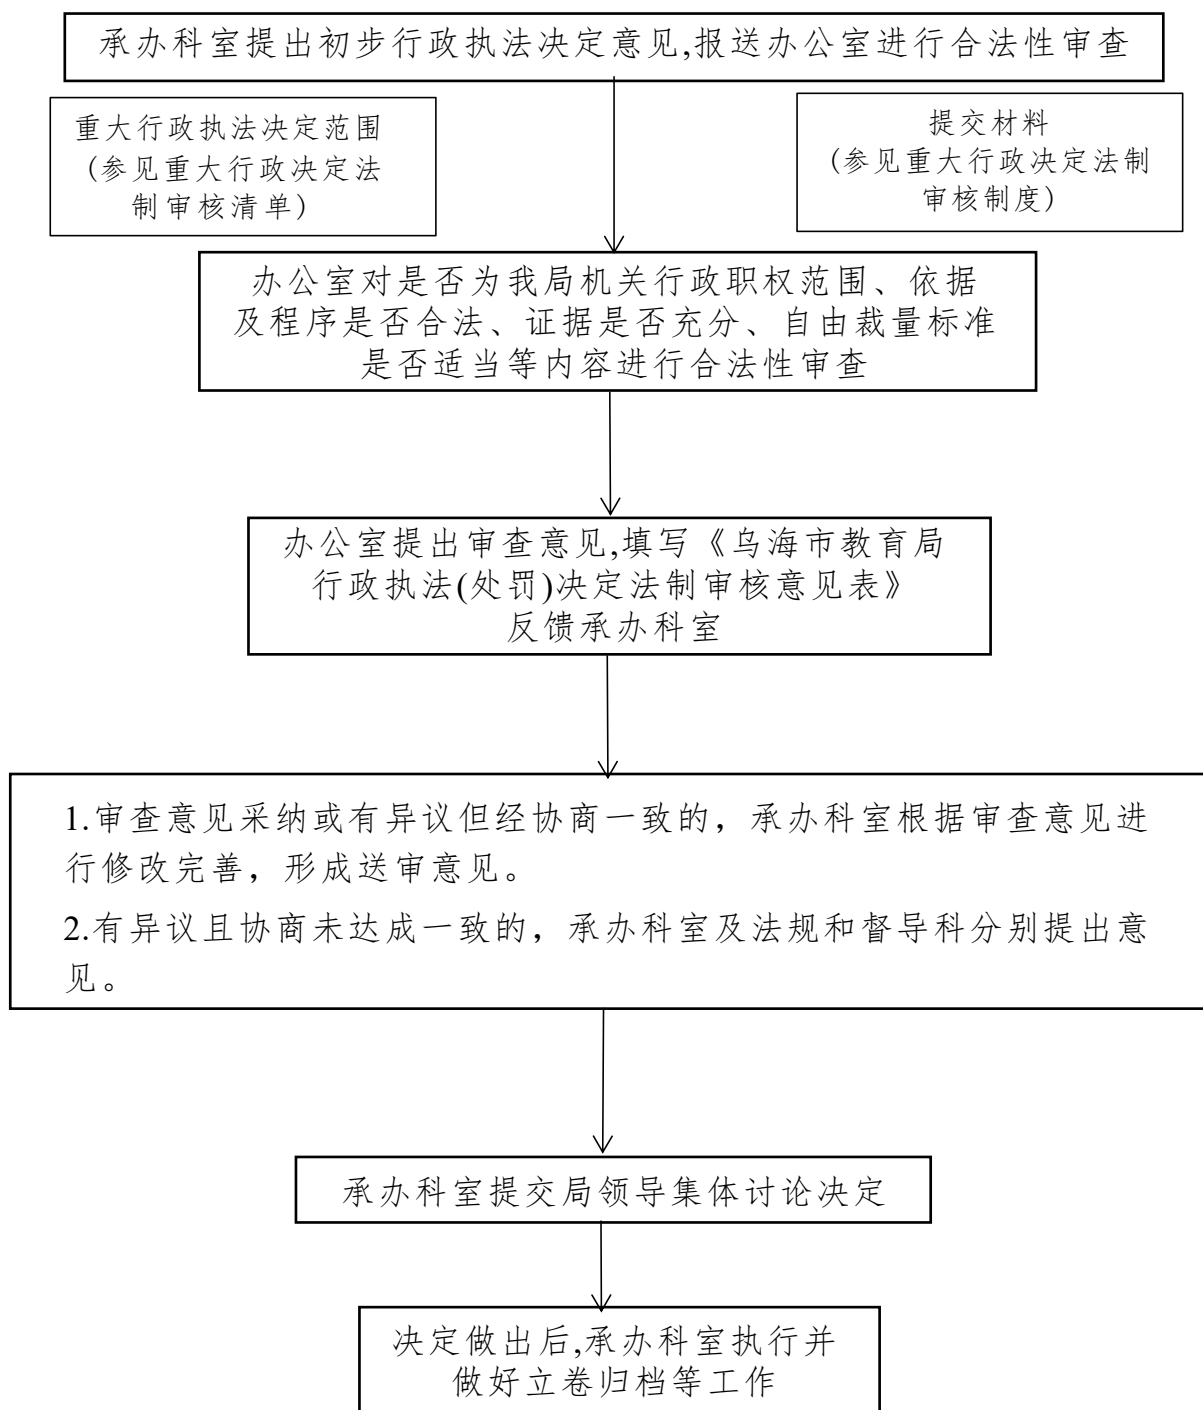 承办科室提出初步行政执法决定意见,报送办公室进行合法性审查
重大行政执法决定范围
(参见重大行政决定法
制审核清单)
提交材料
(参见重大行政决定法制
审核制度)
办公室对是否为我局机关行政职权范围、依据
及程序是否合法、证据是否充分、自由裁量标准
是否适当等内容进行合法性审查
办公室提出审查意见,填写《乌海市教育局
行政执法(处罚)决定法制审核意见表》
反馈承办科室
1.审查意见采纳或有异议但经协商一致的，承办科室根据审查意见进
行修改完善，形成送审意见。
2.有异议且协商未达成一致的，承办科室及法规和督导科分别提出意
见。
承办科室提交局领导集体讨论决定
决定做出后,承办科室执行并
做好立卷归档等工作